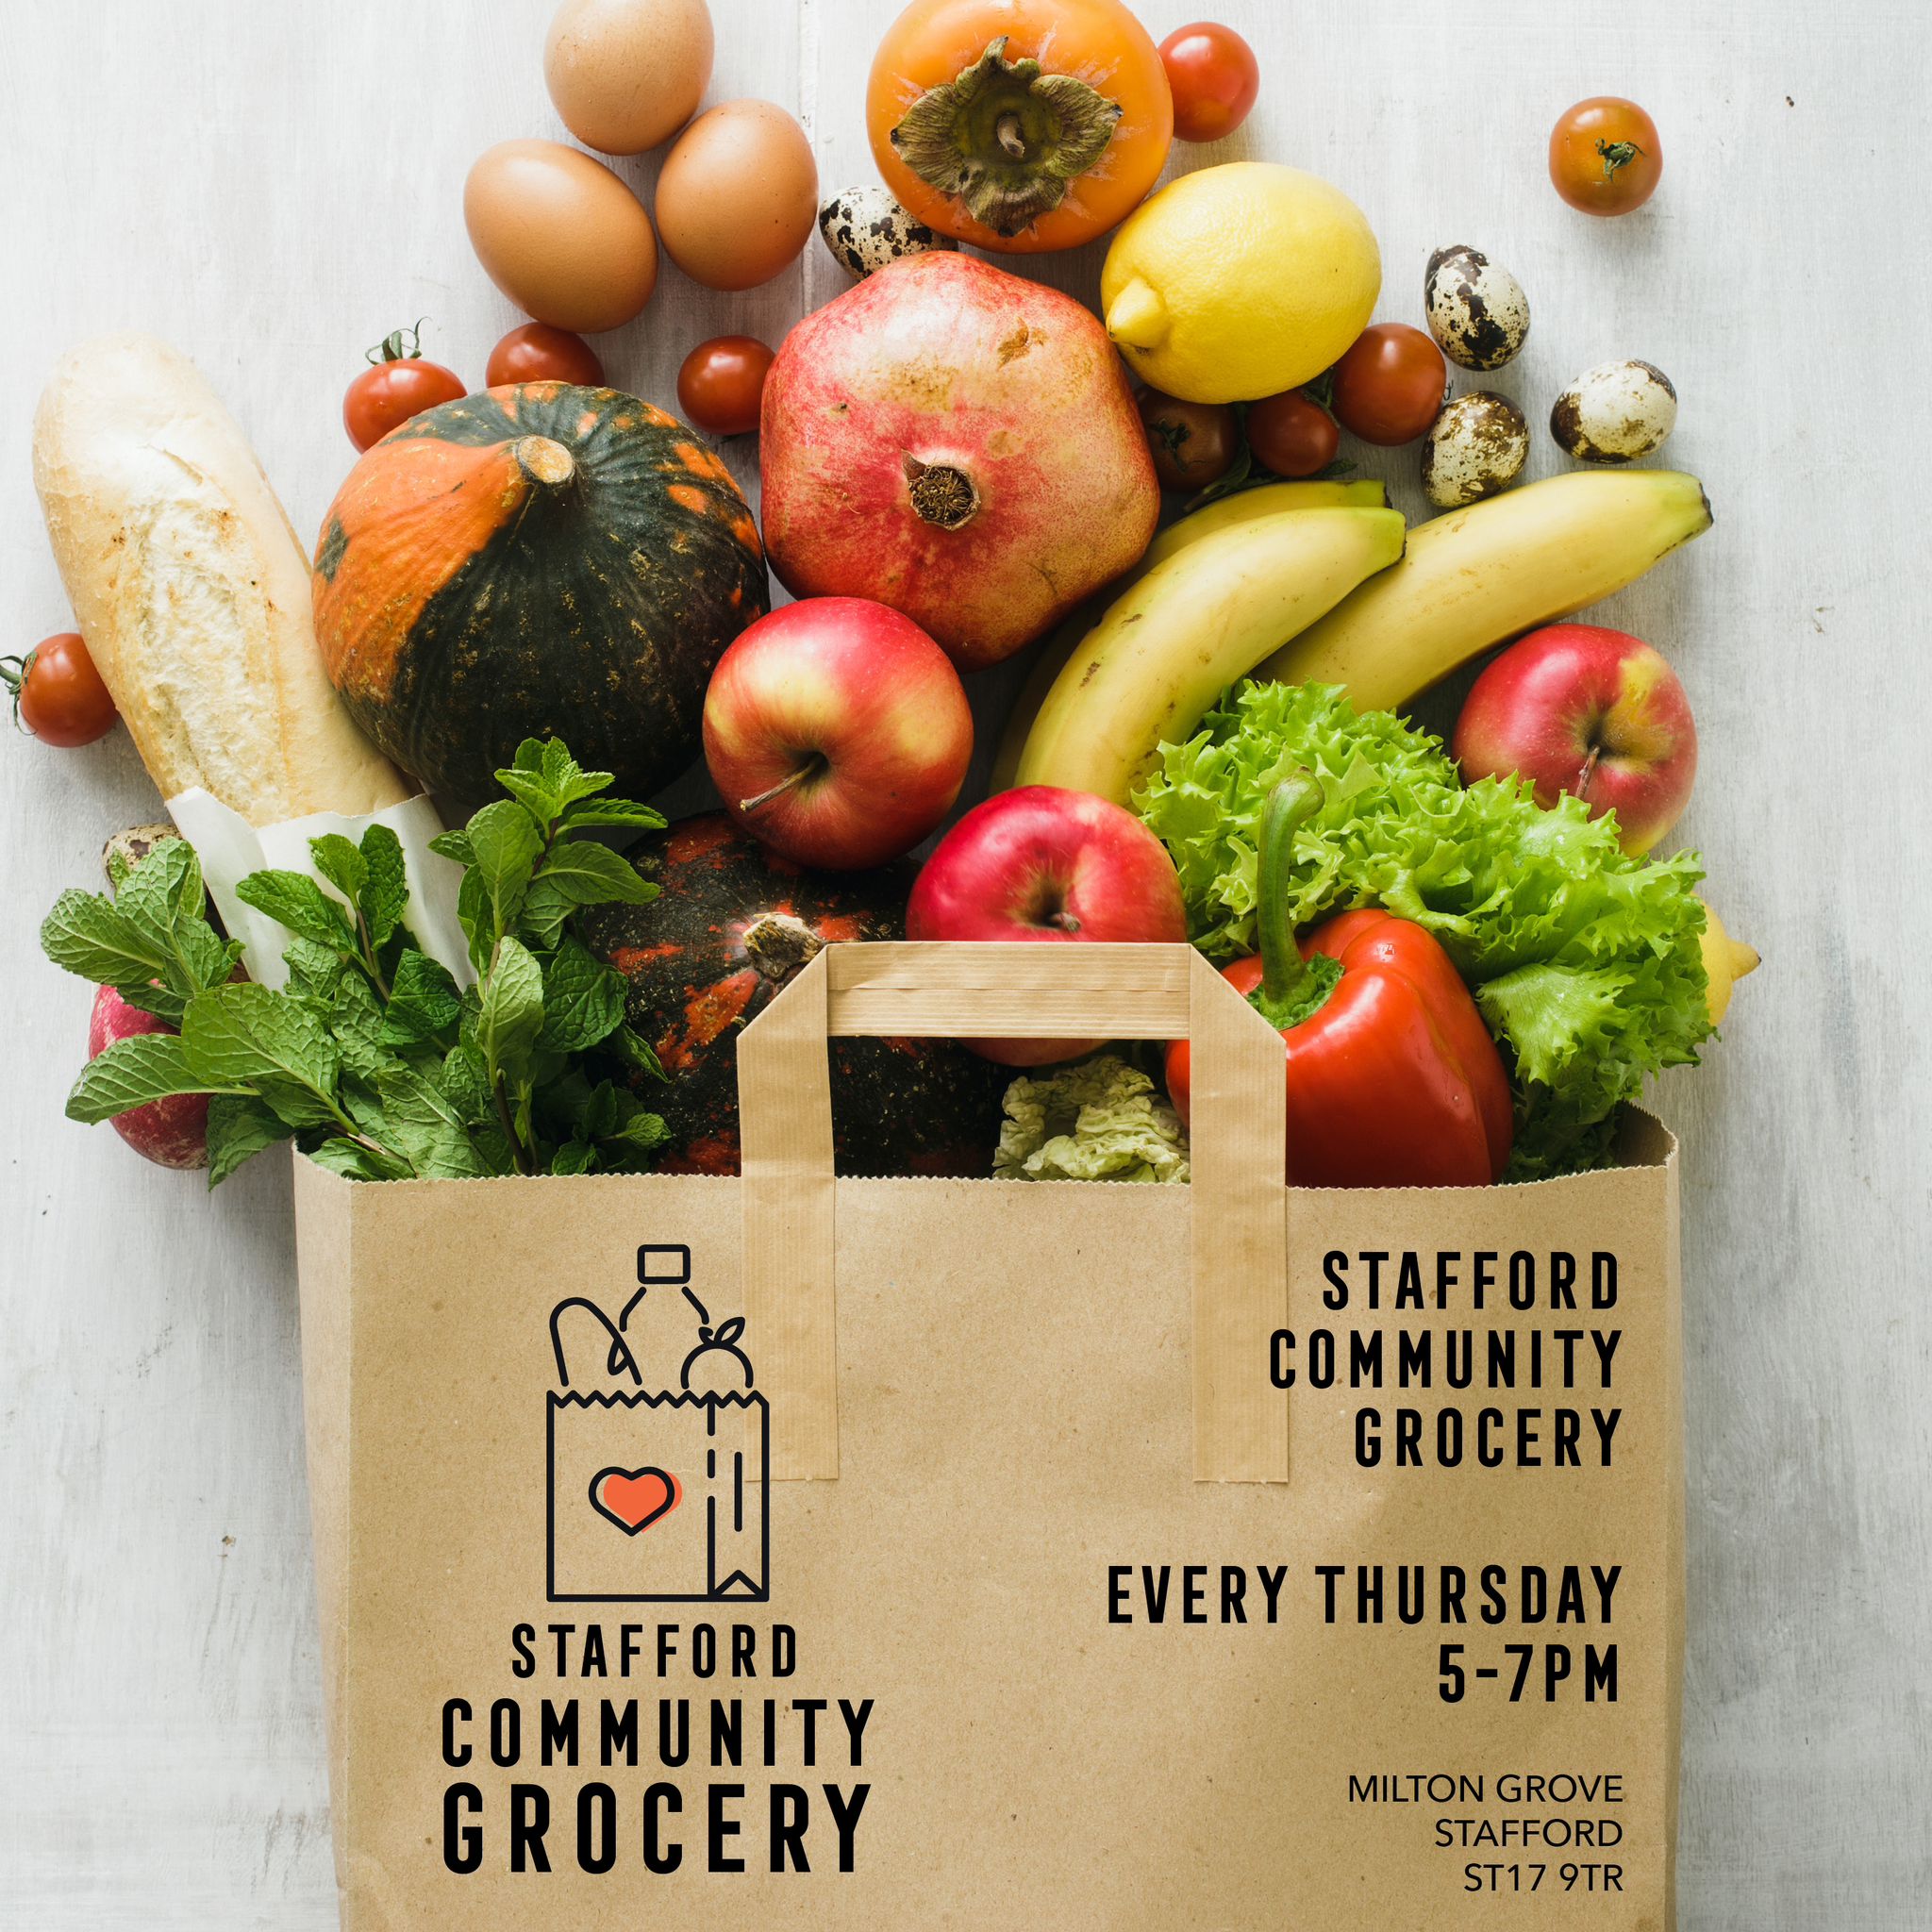 STAFFORD
COMMUNITY
GROCERY
STAFFORD
COMMUNITY
GROCERY
EVERY THURSDAY
5-7PM
MILTON GROVE
STAFFORD
ST17 9TR